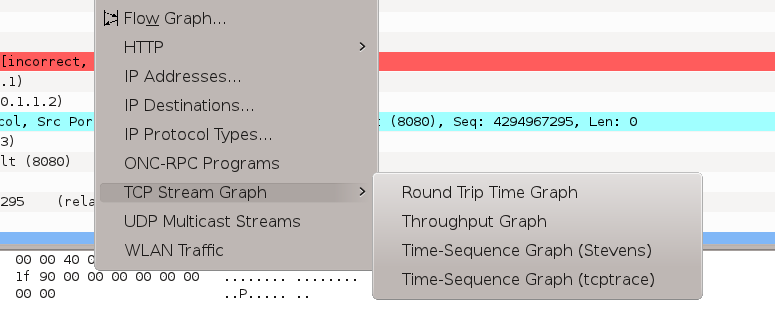 Flow Graph...
HTTP
[incorrect,
IP Addresses...
.1)
IP Destinations...
0.1.1.2)
col, Src Por t (8080), Seq: 4294967295, Len: 0
IP Protocol Types...
3)
lt (8080)
ONC-RPC Programs
TCP Stream Graph
Round Trip Time Graph
295 (rela
UDP Multicast Streams
Throughput Graph
WLAN Traffic
Time-Sequence Graph (Stevens)
00 00 40 0
1f 90 00 00 00 00 00 00 ........ ........
Time-Sequence Graph (tcptrace)
00 00 ..P..... ..